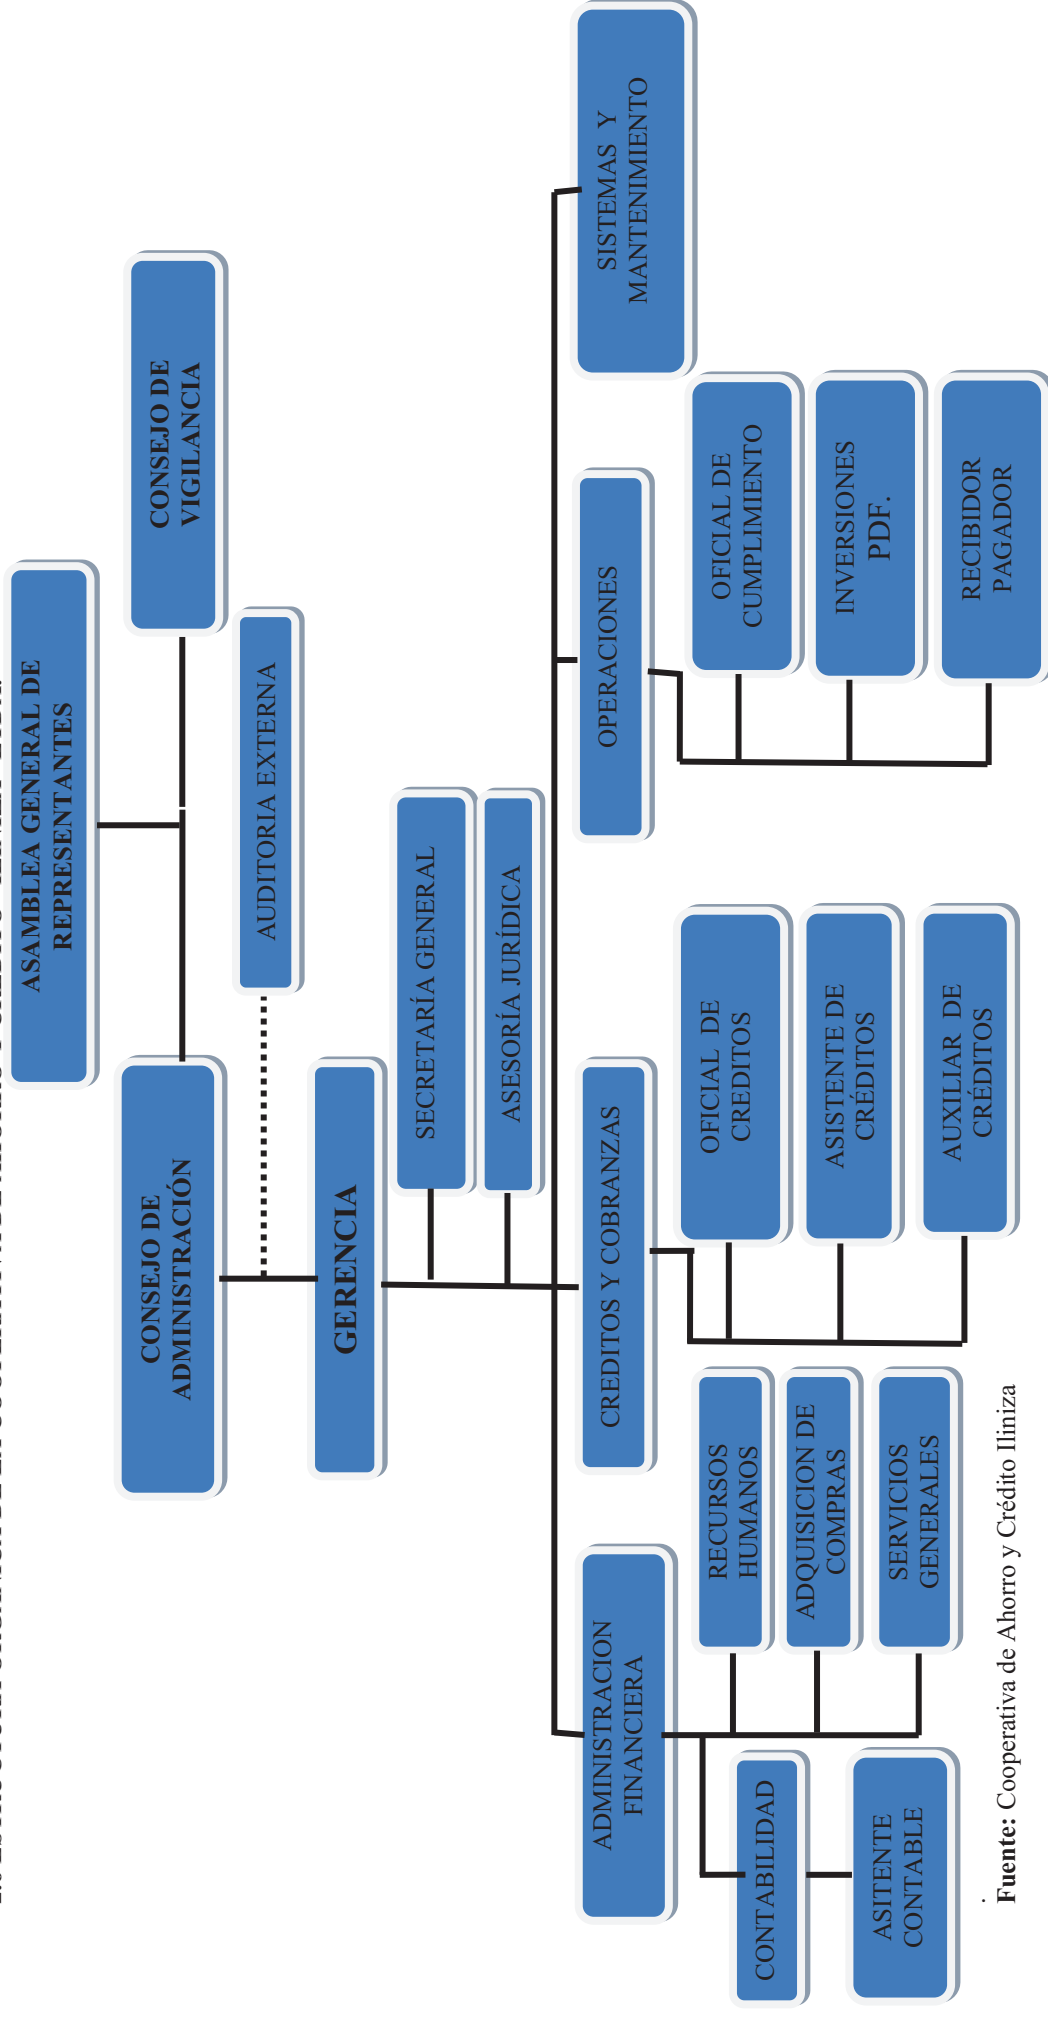 ASAMBLEA GENERAL DE
REPRESENTANTES
CONSEJO DE
ADMINISTRACIÓN
CONSEJO DE
VIGILANCIA
AUDITORIA EXTERNA
GERENCIA
SECRETARÍA GENERAL
ASESORÍA JURÍDICA
ADMINISTRACION
FINANCIERA
CREDITOS Y COBRANZAS
OPERACIONES
SISTEMAS Y
MANTENIMIENTO
CONTABILIDAD
ASITENTE
CONTABLE
RECURSOS
HUMANOS
ADQUISICION DE
COMPRAS
SERVICIOS
GENERALES
OFICIAL DE
CREDITOS
ASISTENTE DE
CRÉDITOS
AUXILIAR DE
CRÉDITOS
OFICIAL DE
CUMPLIMIENTO
INVERSIONES
PDF.
RECIBIDOR
PAGADOR
.
Fuente: Cooperativa de Ahorro y Crédito Iliniza